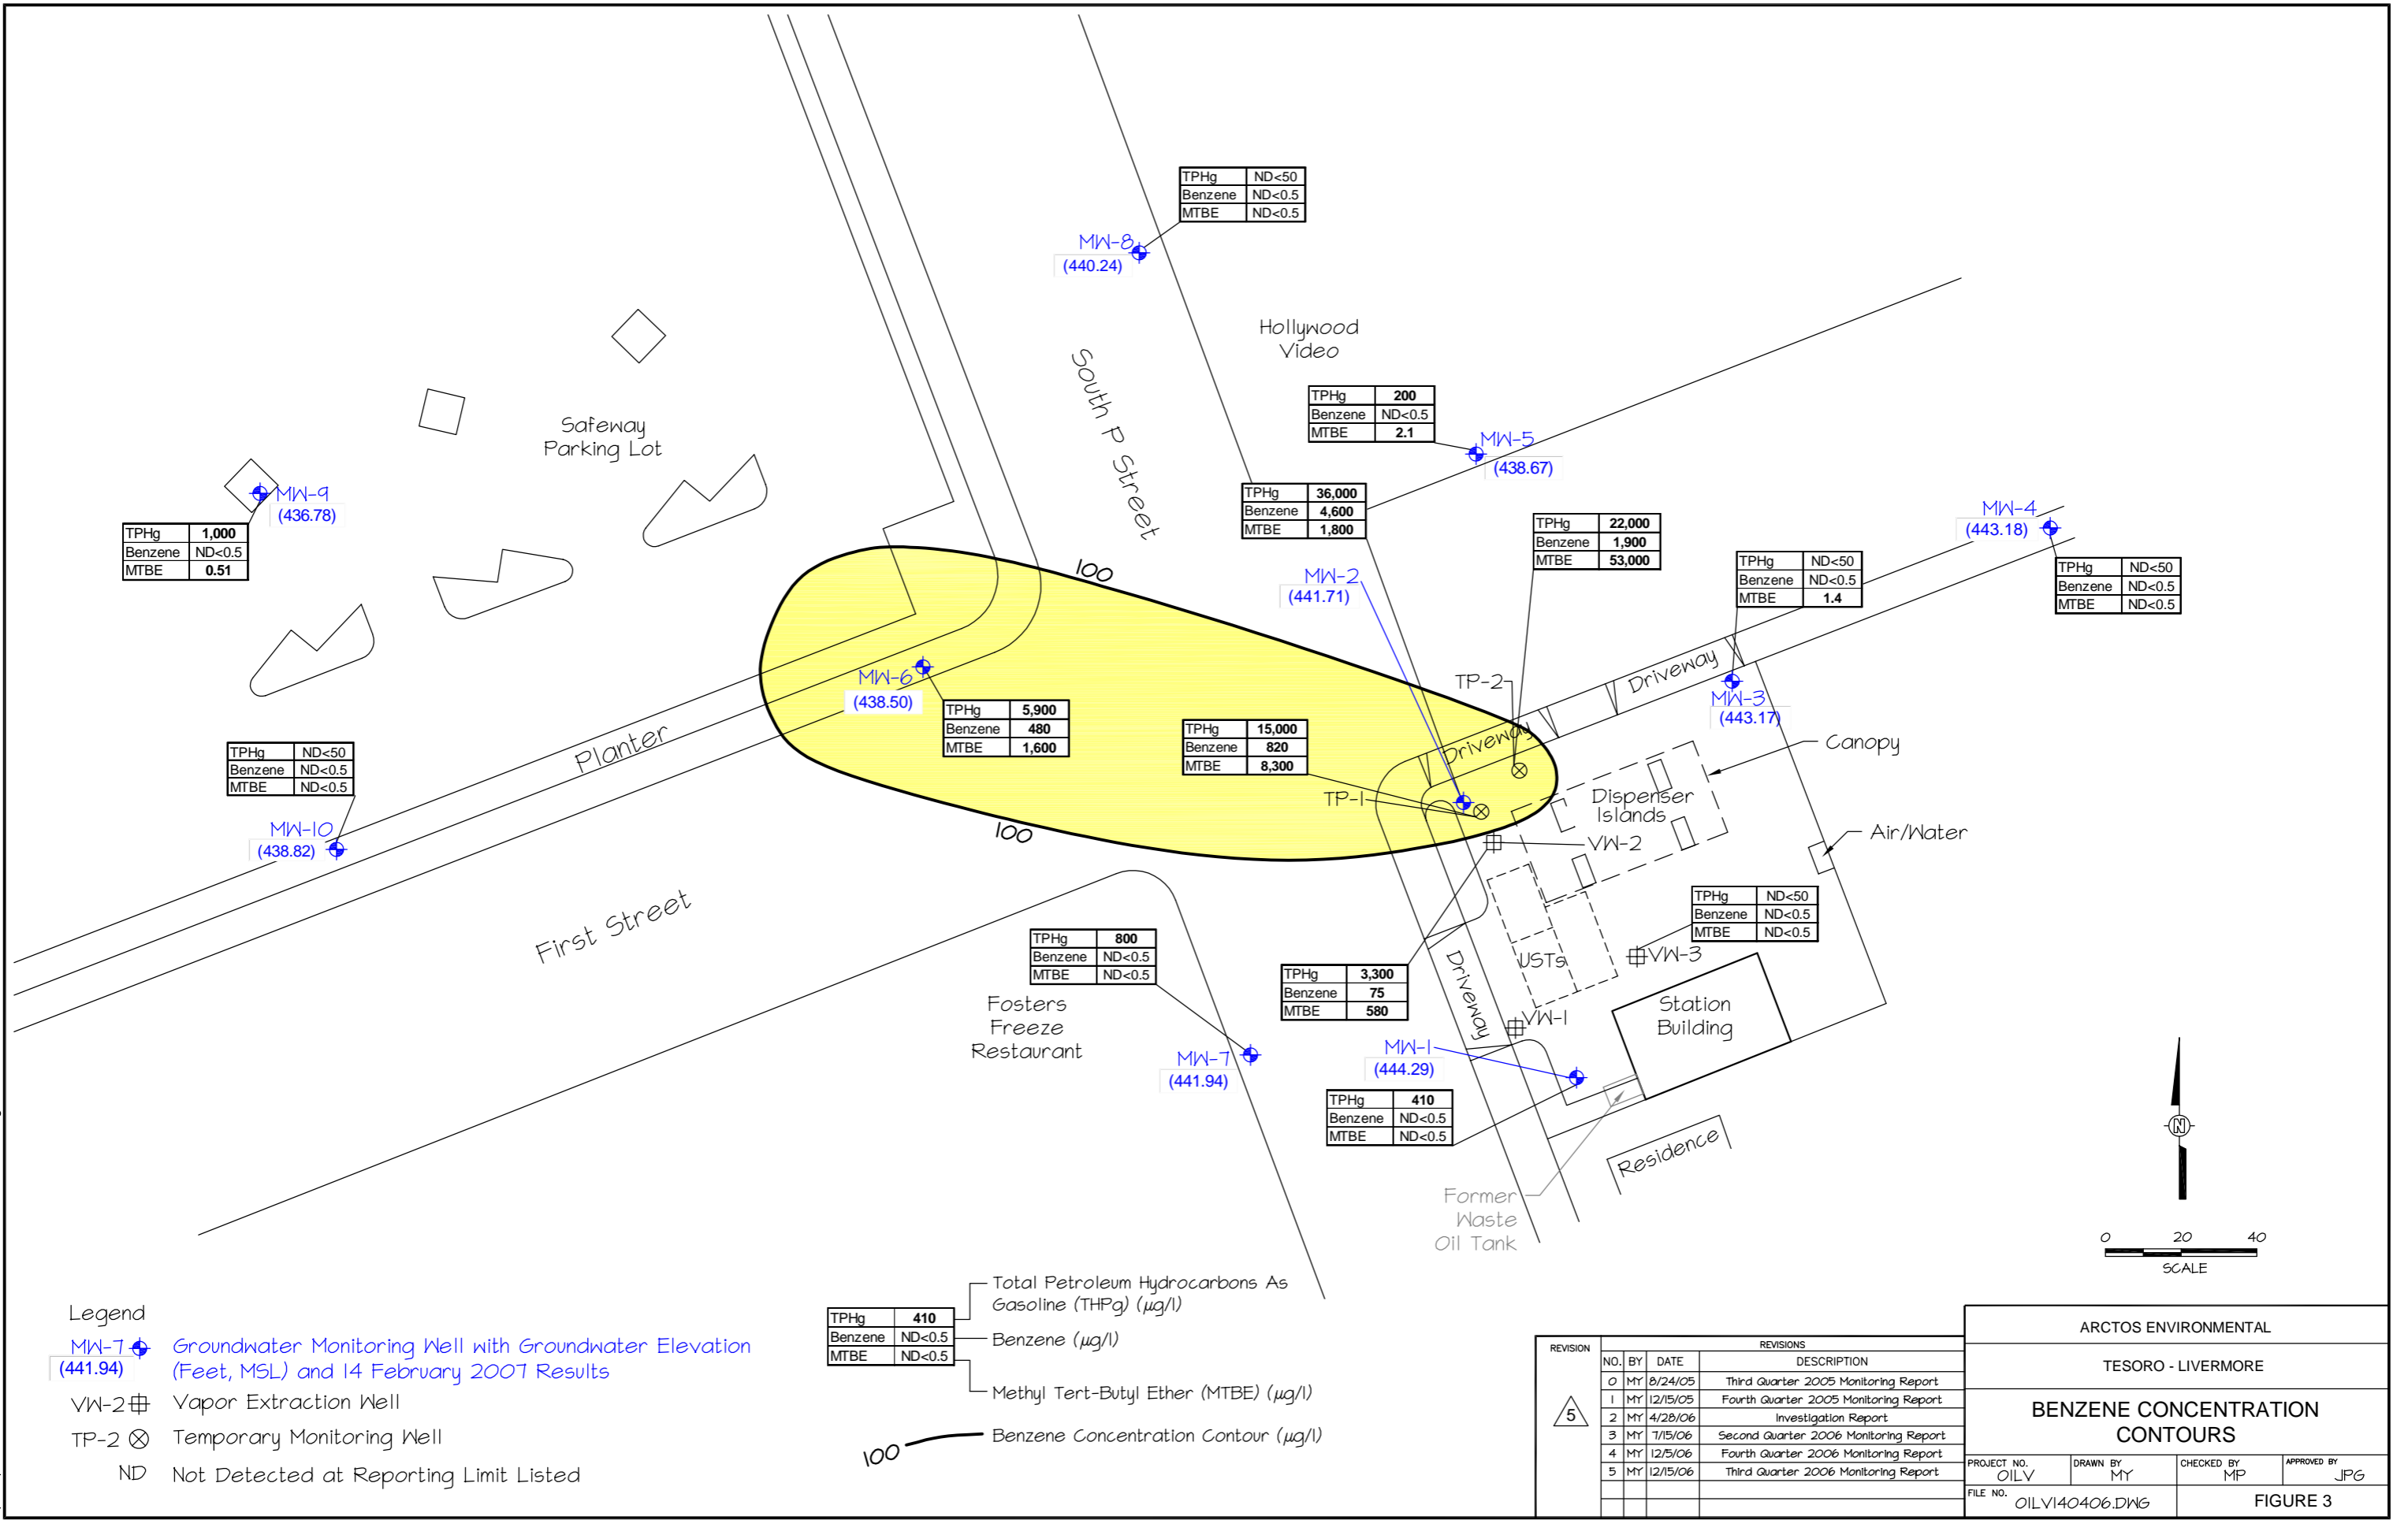 TPHg ND<50
Benzene ND<0.5
MTBE ND<0.5
MW-8
(440.24)
Hollywood
Video
South P Street
TPHg 200
Benzene ND<0.5
MTBE 2.1
MW-5
(438.67)
Safeway
Parking Lot
MW-9
(436.78)
TPHg 1,000
Benzene ND<0.5
MTBE 0.51
TPHg 36,000
Benzene 4,600
MTBE 1,800
TPHg 22,000
Benzene 1,900
MTBE 53,000
MW-4
(443.18)
TPHg ND<50
Benzene ND<0.5
MTBE ND<0.5
TPHg ND<50
Benzene ND<0.5
MTBE 1.4
100
MW-2
(441.71)
TP-2
Driveway
MW-3
(443.17)
MW-6
(438.50)
TPHg 5,900
Benzene 480
MTBE 1,600
TPHg 15,000
Benzene 820
MTBE 8,300
Driveway
TP-1
Canopy
Dispenser
Islands
Planter
TPHg ND<50
Benzene ND<0.5
MTBE ND<0.5
MW-10
(438.82)
100
VW-2
Air/Water
First Street
TPHg 800
Benzene ND<0.5
MTBE ND<0.5
TPHg ND<50
Benzene ND<0.5
MTBE ND<0.5
VW-3
USTs
Driveway
TPHg 3,300
Benzene 75
MTBE 580
Fosters
Freeze
Restaurant
Station
Building
VW-1
MW-7
(441.94)
MW-1
(444.29)
TPHg 410
Benzene ND<0.5
MTBE ND<0.5
Residence
Former
Waste
Oil Tank
N
0 20 40
SCALE
Legend
MW-7
(441.94)
Groundwater Monitoring Well with Groundwater Elevation
(Feet, MSL) and 14 February 2007 Results
VW-2 Vapor Extraction Well
TP-2 Temporary Monitoring Well
ND Not Detected at Reporting Limit Listed
TPHg 410
Benzene ND<0.5
MTBE ND<0.5
Total Petroleum Hydrocarbons As
Gasoline (THPg) (µg/l)
Benzene (µg/l)
Methyl Tert-Butyl Ether (MTBE) (µg/l)
100 Benzene Concentration Contour (µg/l)
REVISION
5
REVISIONS
NO. BY DATE DESCRIPTION
0 MY 8/24/05 Third Quarter 2005 Monitoring Report
1 MY 12/15/05 Fourth Quarter 2005 Monitoring Report
2 MY 4/28/06 Investigation Report
3 MY 7/15/06 Second Quarter 2006 Monitoring Report
4 MY 12/5/06 Fourth Quarter 2006 Monitoring Report
5 MY 12/15/06 Third Quarter 2006 Monitoring Report
ARCTOS ENVIRONMENTAL
TESORO - LIVERMORE
BENZENE CONCENTRATION
CONTOURS
PROJECT NO. 01LV
DRAWN BY MY
CHECKED BY MP
APPROVED BY JPG
FILE NO. 01LV140406.DWG
FIGURE 3